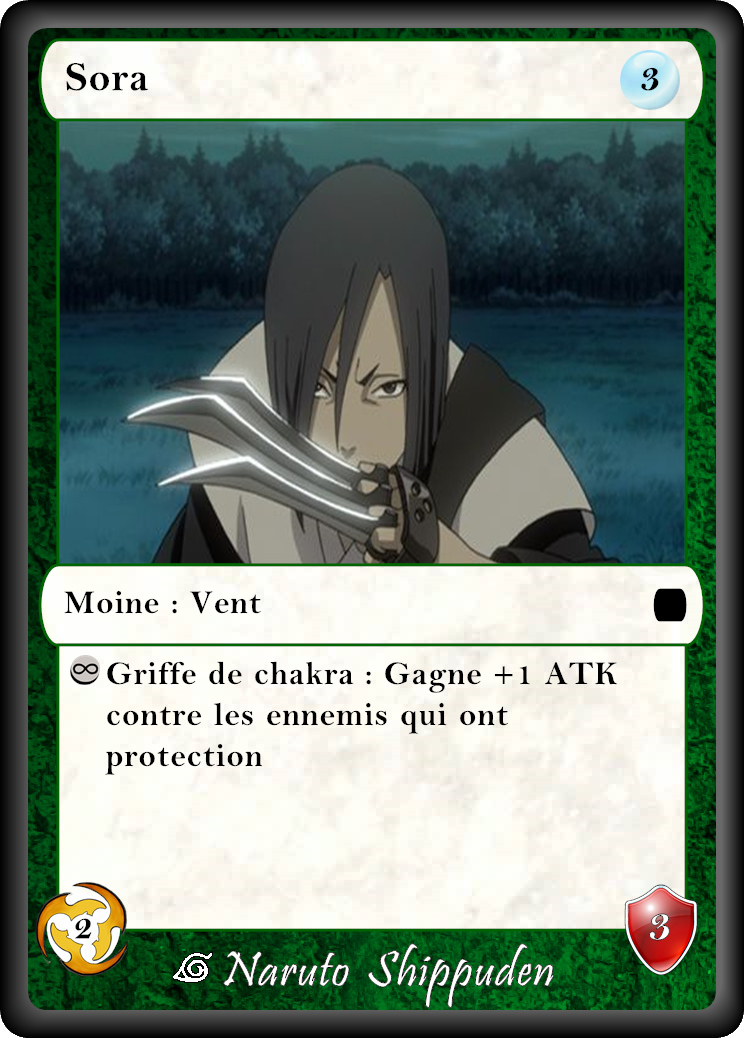 Sora
3
Moine : Vent
∞ Griffe de chakra : Gagne +1 ATK
contre les ennemis qui ont
protection
2
3
Naruto Shippuden